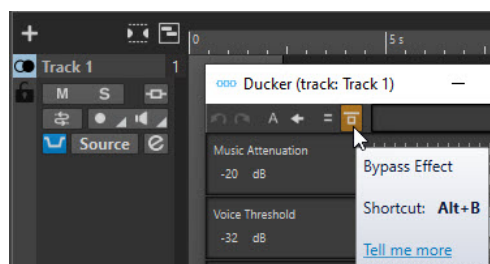 0
5 s
Track 1 1
Ducker (track: Track 1)
M S
A
Source
Music Attenuation
-20 dB
Voice Threshold
-32 dB
Bypass Effect
Shortcut: Alt+B
Tell me more